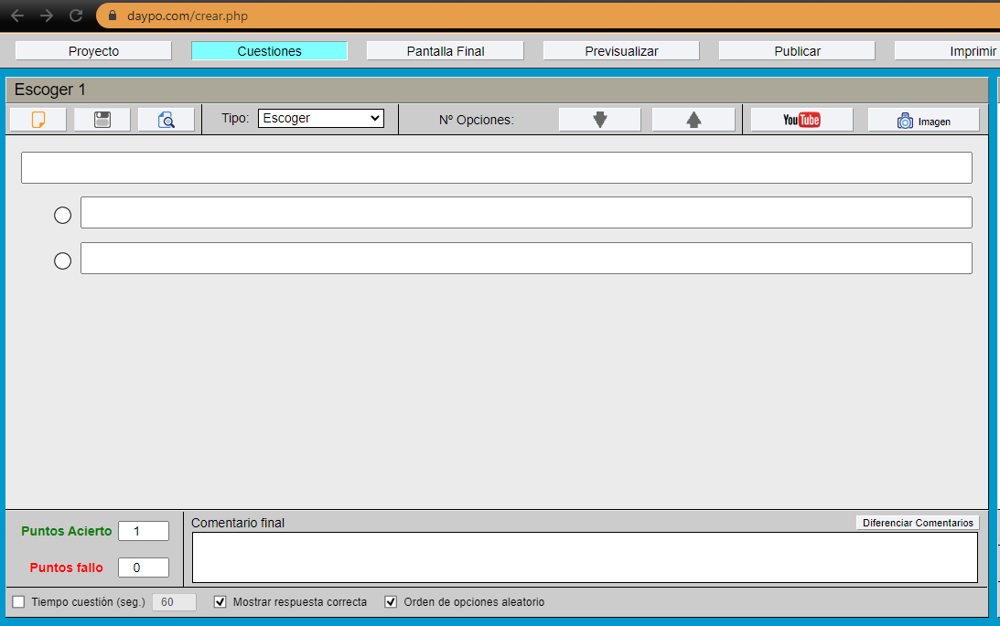 daypo.com/crear.php
Proyecto Cuestiones Pantalla Final Previsualizar Publicar Imprimir
Escoger 1
Tipo: Escoger Nº Opciones: YouTube Imagen
Puntos Acierto 1
Puntos fallo 0
Comentario final Diferenciar Comentarios
Tiempo cuestión (seg.) 60 Mostrar respuesta correcta Orden de opciones aleatorio